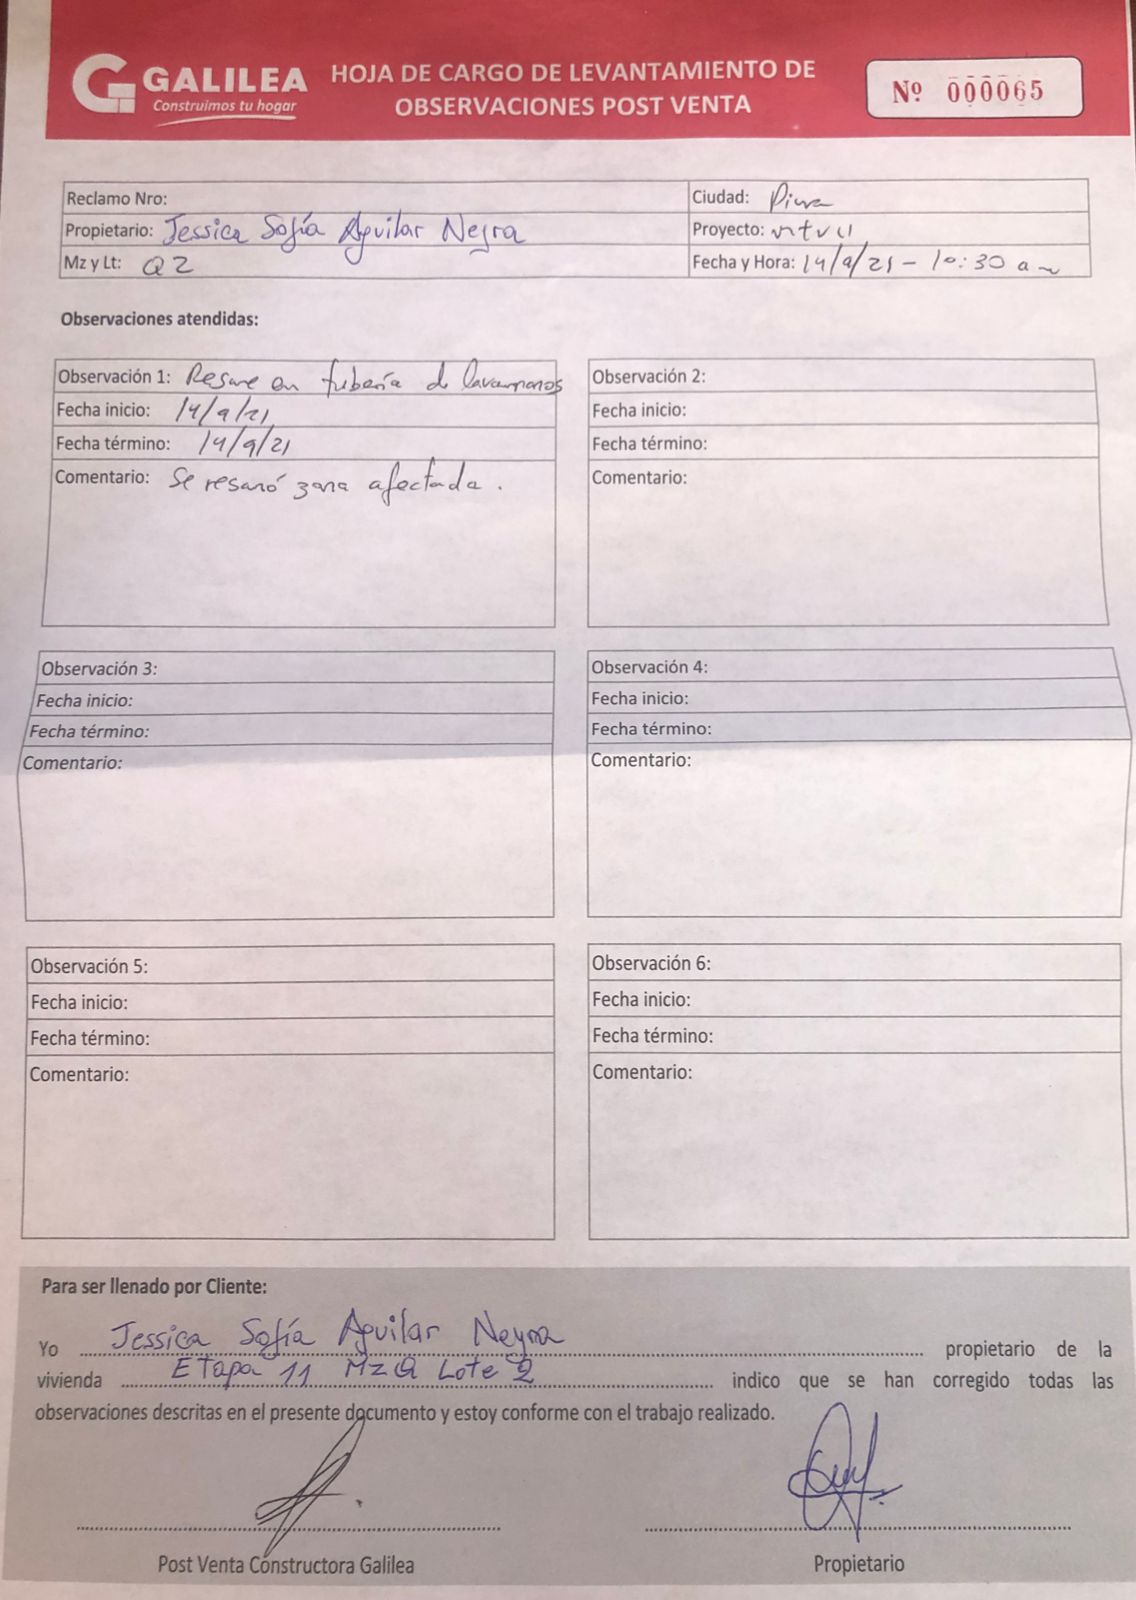 GALILEA
Construimos tu hogar
HOJA DE CARGO DE LEVANTAMIENTO DE
OBSERVACIONES POST VENTA
Nº 000065
Reclamo Nro:
Ciudad: Piura
Propietario: Jessica Sofía Aguilar Neyra
Proyecto:
Mz y Lt: Q2
Fecha y Hora: 14/9/21 - 10:30 am
Observaciones atendidas:
Observación 1: Resane en tubería de lavamanos
Fecha inicio: 14/9/21
Fecha término: 14/9/21
Comentario: Se resanó zona afectada.
Observación 2:
Fecha inicio:
Fecha término:
Comentario:
Observación 3:
Fecha inicio:
Fecha término:
Comentario:
Observación 4:
Fecha inicio:
Fecha término:
Comentario:
Observación 5:
Fecha inicio:
Fecha término:
Comentario:
Observación 6:
Fecha inicio:
Fecha término:
Comentario:
Para ser llenado por Cliente:
Yo Jessica Sofía Aguilar Neyra propietario de la
vivienda ETapa 11 Mz Q Lote 2 indico que se han corregido todas las
observaciones descritas en el presente documento y estoy conforme con el trabajo realizado.
Post Venta Constructora Galilea
Propietario